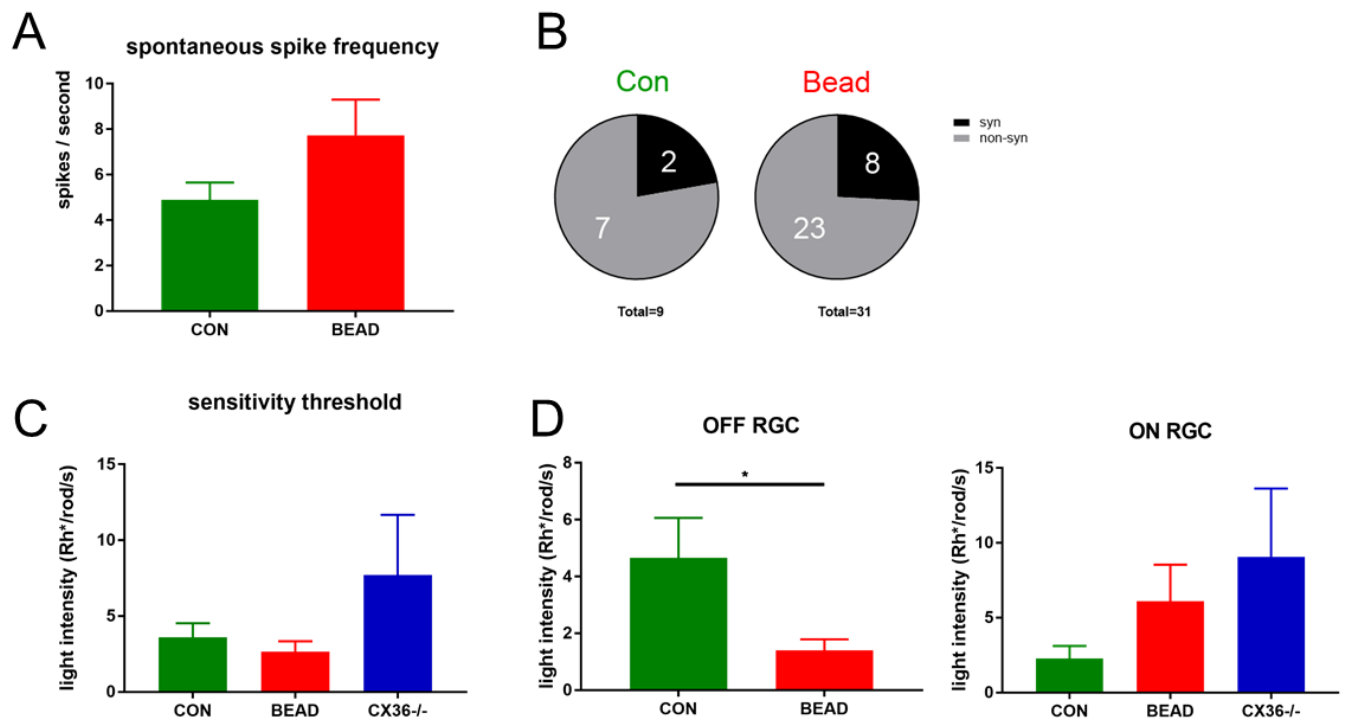 A
spontaneous spike frequency
spikes / second
10
8
6
4
2
0
CON BEAD
B
Con Bead
2
7
8
23
syn
non-syn
Total=9 Total=31
C
sensitivity threshold
light intensity (Rh*/rod/s)
15
10
5
0
CON BEAD CX36-/-
D
OFF RGC
light intensity (Rh*/rod/s)
8
6
4
2
0
*
CON BEAD
ON RGC
light intensity (Rh*/rod/s)
15
10
5
0
CON BEAD CX36-/-